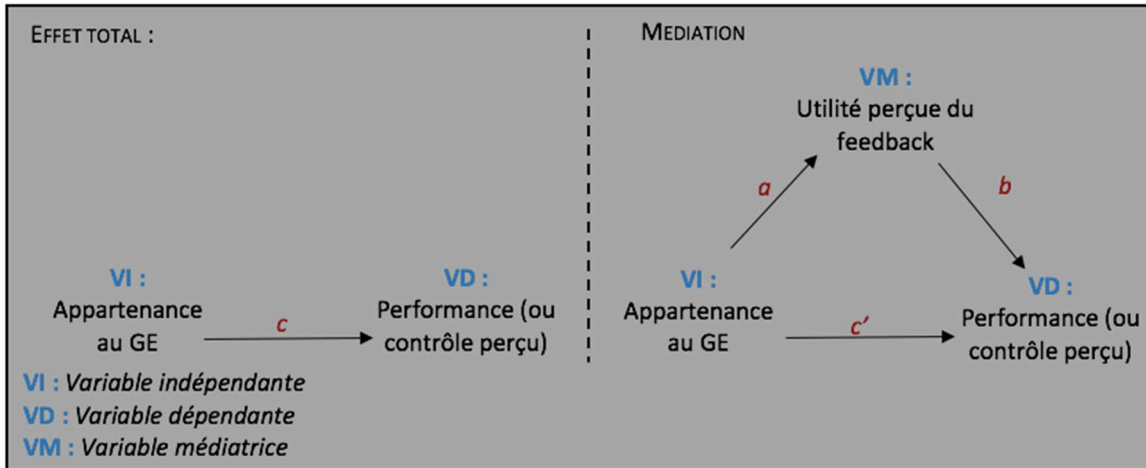 EFFET TOTAL :
VI :
Appartenance
au GE
c
VD :
Performance (ou
contrôle perçu)
VI : Variable indépendante
VD : Variable dépendante
VM : Variable médiatrice
MEDIATION
VM :
Utilité perçue du
feedback
a
b
VI :
Appartenance
au GE
c'
VD :
Performance (ou
contrôle perçu)